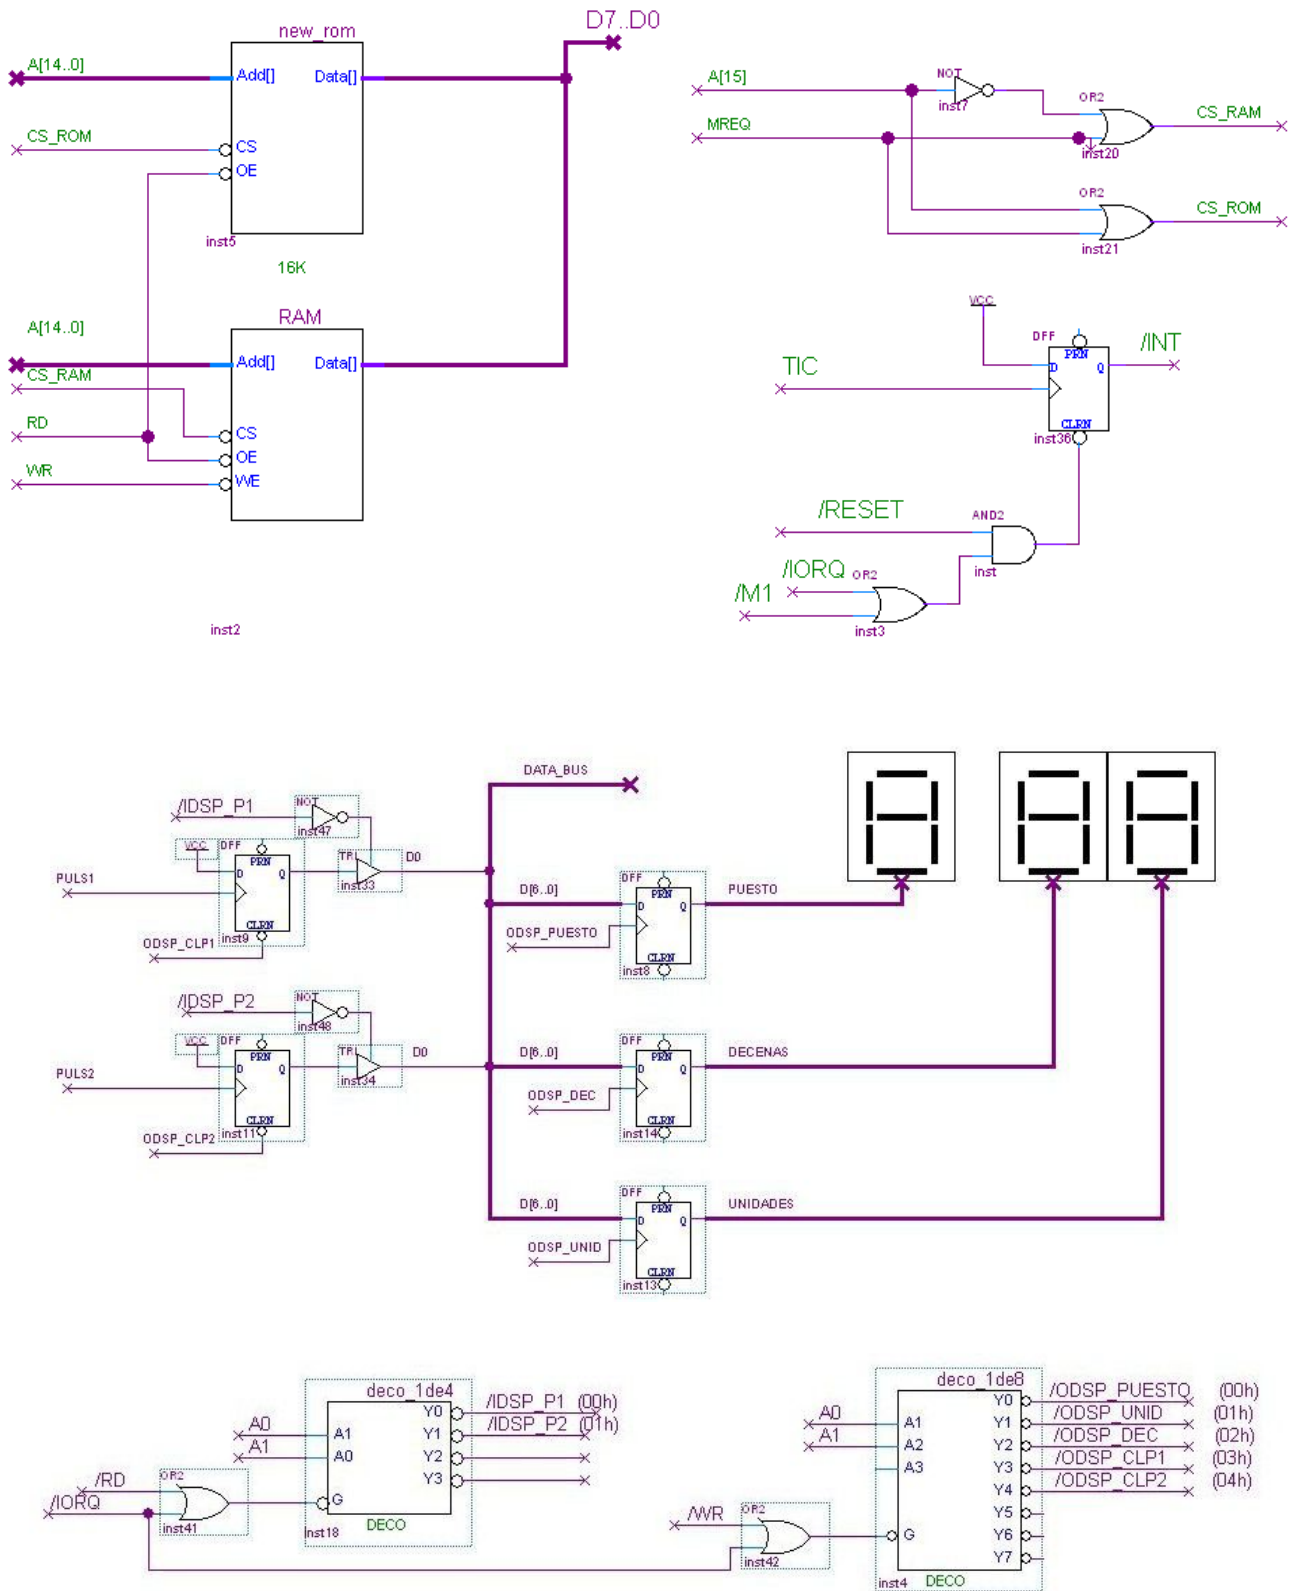 new_rom
D7..D0
A[14..0]
Add[]
Data[]
CS_ROM
CS
OE
inst5
16K
RAM
A[14..0]
Add[]
Data[]
CS_RAM
RD
WR
CS
OE
WE
inst2
A[15]
NOT
inst7
MREQ
OR2
inst20
CS_RAM
OR2
inst21
CS_ROM
VCC
DFF
PRN
D
Q
CLRN
inst36
TIC
/INT
/RESET
AND2
inst
/IORQ
OR2
/M1
inst3
DATA_BUS
/IDSP_P1
NOT
inst47
VCC
DFF
PRN
D
Q
CLRN
inst9
PULS1
ODSP_CLP1
TRI
inst33
D0
D[6..0]
DFF
PRN
D
Q
CLRN
inst8
PUESTO
ODSP_PUESTO
/IDSP_P2
NOT
inst48
VCC
DFF
PRN
D
Q
CLRN
inst11
PULS2
ODSP_CLP2
TRI
inst34
D0
D[6..0]
DFF
PRN
D
Q
CLRN
inst14
DECENAS
ODSP_DEC
D[6..0]
DFF
PRN
D
Q
CLRN
inst13
UNIDADES
ODSP_UNID
deco_1de4
A0
A1
A1
A0
Y0
Y1
Y2
Y3
G
/IDSP_P1 (00h)
/IDSP_P2 (01h)
/RD
/IORQ
OR2
inst41
inst18
DECO
deco_1de8
A0
A1
A1
A2
A3
Y0
Y1
Y2
Y3
Y4
Y5
Y6
Y7
G
/ODSP_PUESTO (00h)
/ODSP_UNID (01h)
/ODSP_DEC (02h)
/ODSP_CLP1 (03h)
/ODSP_CLP2 (04h)
/WR
OR2
inst42
inst4
DECO